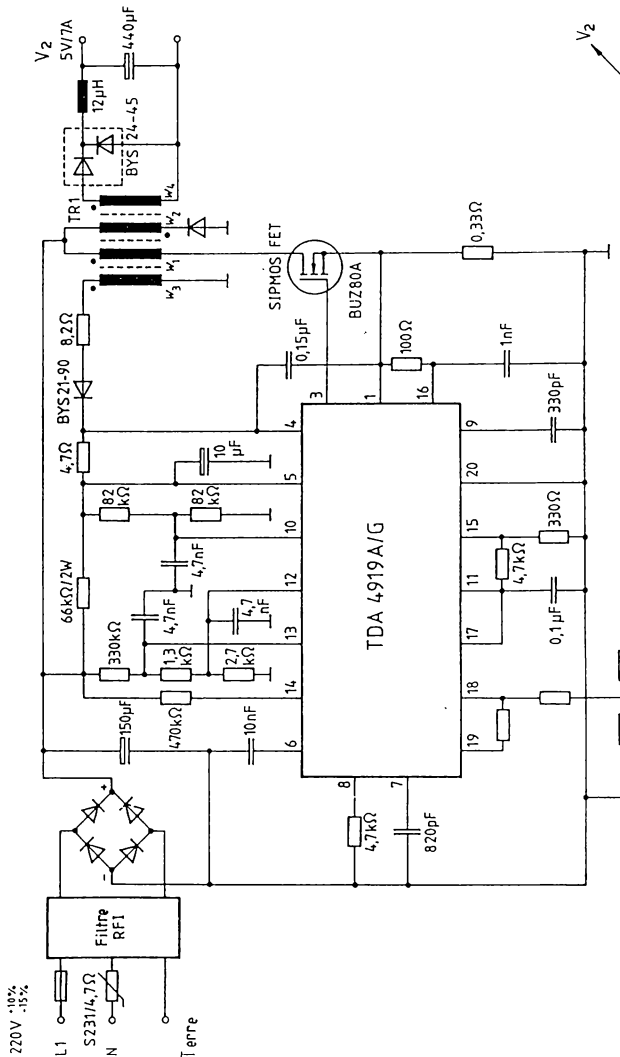 220V +10% -15%
L1
S231/4,7Ω
N
Terre
Filtre RFI
+
-
150µF
10nF
470kΩ
330kΩ
1,3 kΩ
2,7 kΩ
4,7nF
4,7 nF
4,7nF
66kΩ/2W
82 kΩ
82 kΩ
10 µF
4,7Ω
BYS21-90
8,2Ω
TR1
W3
W1
W2
W4
BYS 24-45
12µH
440µF
V2
5V/7A
SIPMOS FET
BUZ80A
0,15µF
100Ω
0,33Ω
1nF
330pF
330Ω
4,7kΩ
0,1µF
4,7kΩ
820pF
TDA 4919A/G
6
14
13
12
10
5
4
3
1
16
9
20
15
11
17
18
19
8
7
V2